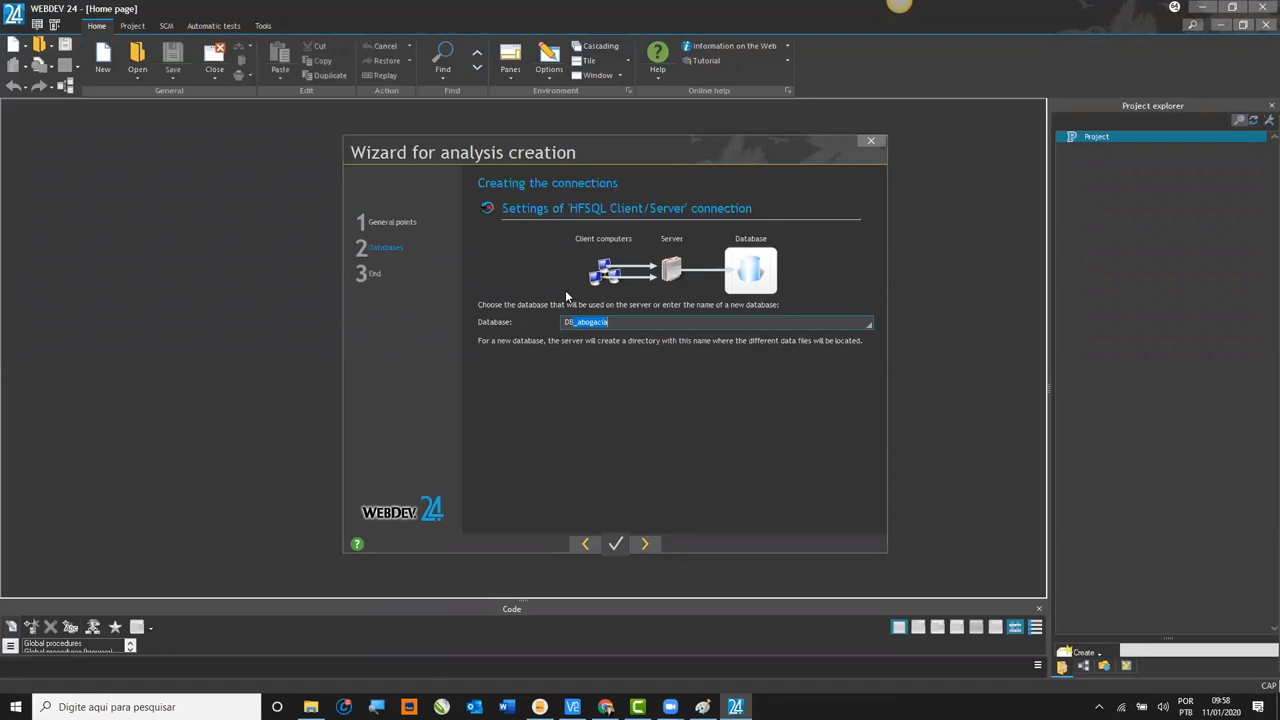 WEBDEV 24 - [Home page]
24
64
Home Project SCM Automatic tests Tools
New Open Save Close
Cut
Copy
Duplicate
Paste
Cancel
Restore
Replay
Find
Panes Options
Cascading
Tile
Window
Help
Information on the Web
Tutorial
General Edit Action Find Environment Online help
Project explorer
Project
Wizard for analysis creation
1 General points
2 Databases
3 End
Creating the connections
Settings of 'HFSQL Client/Server' connection
Client computers Server Database
Choose the database that will be used on the server or enter the name of a new database:
Database: DB_abogacía
For a new database, the server will create a directory with this name where the different data files will be located.
WEBDEV 24
Code
Global procedures
Global procedures (browser)
Create
CAP
Digite aqui para pesquisar
POR
PTB
09:58
11/01/2020